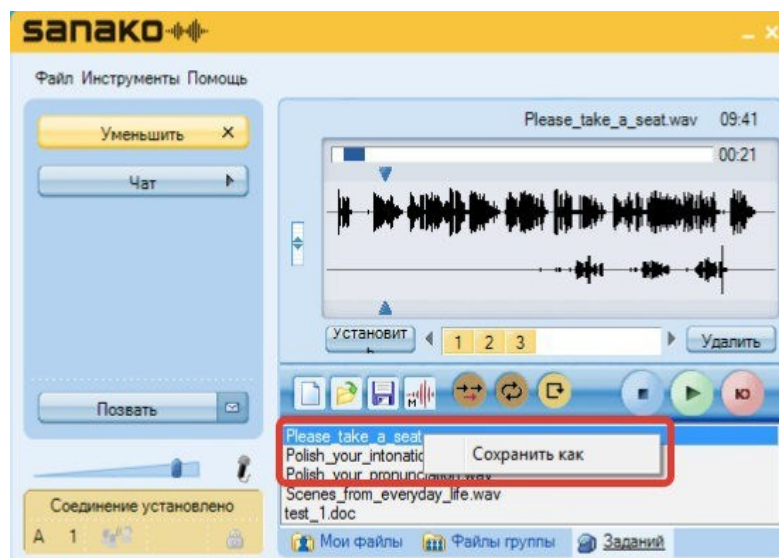 sanako
Файл Инструменты Помощь
Уменьшить X
Чат
Please_take_a_seat.wav 09:41
00:21
Установит
ь
1 2 3
Удалить
M
Ю
Позвать
Please_take_a_seat
Polish_your_intonatio
Сохранить как
Polish_your_pronunciation.wav
Scenes_from_everyday_life.wav
test_1.doc
Соединение установлено
A 1
Мои файлы Файлы группы Заданий